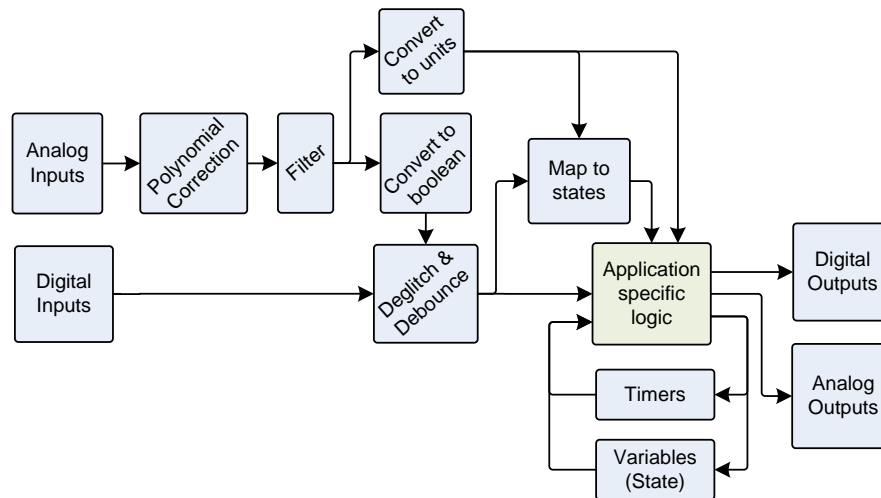 Convert
to units
Analog
Inputs
Polynomial
Correction
Filter
Convert to
boolean
Map to
states
Digital
Inputs
Deglitch &
Debounce
Application
specific
logic
Digital
Outputs
Timers
Analog
Outputs
Variables
(State)